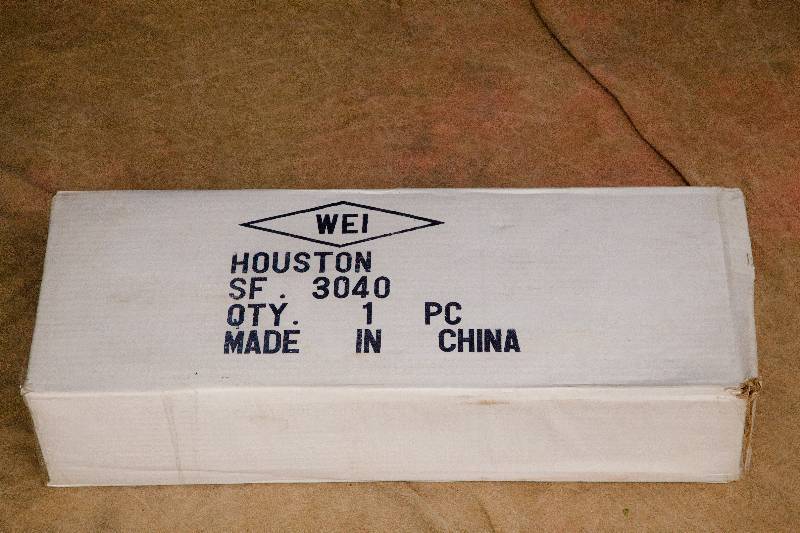 WEI
HOUSTON
SF. 3040
QTY. 1 PC
MADE IN CHINA